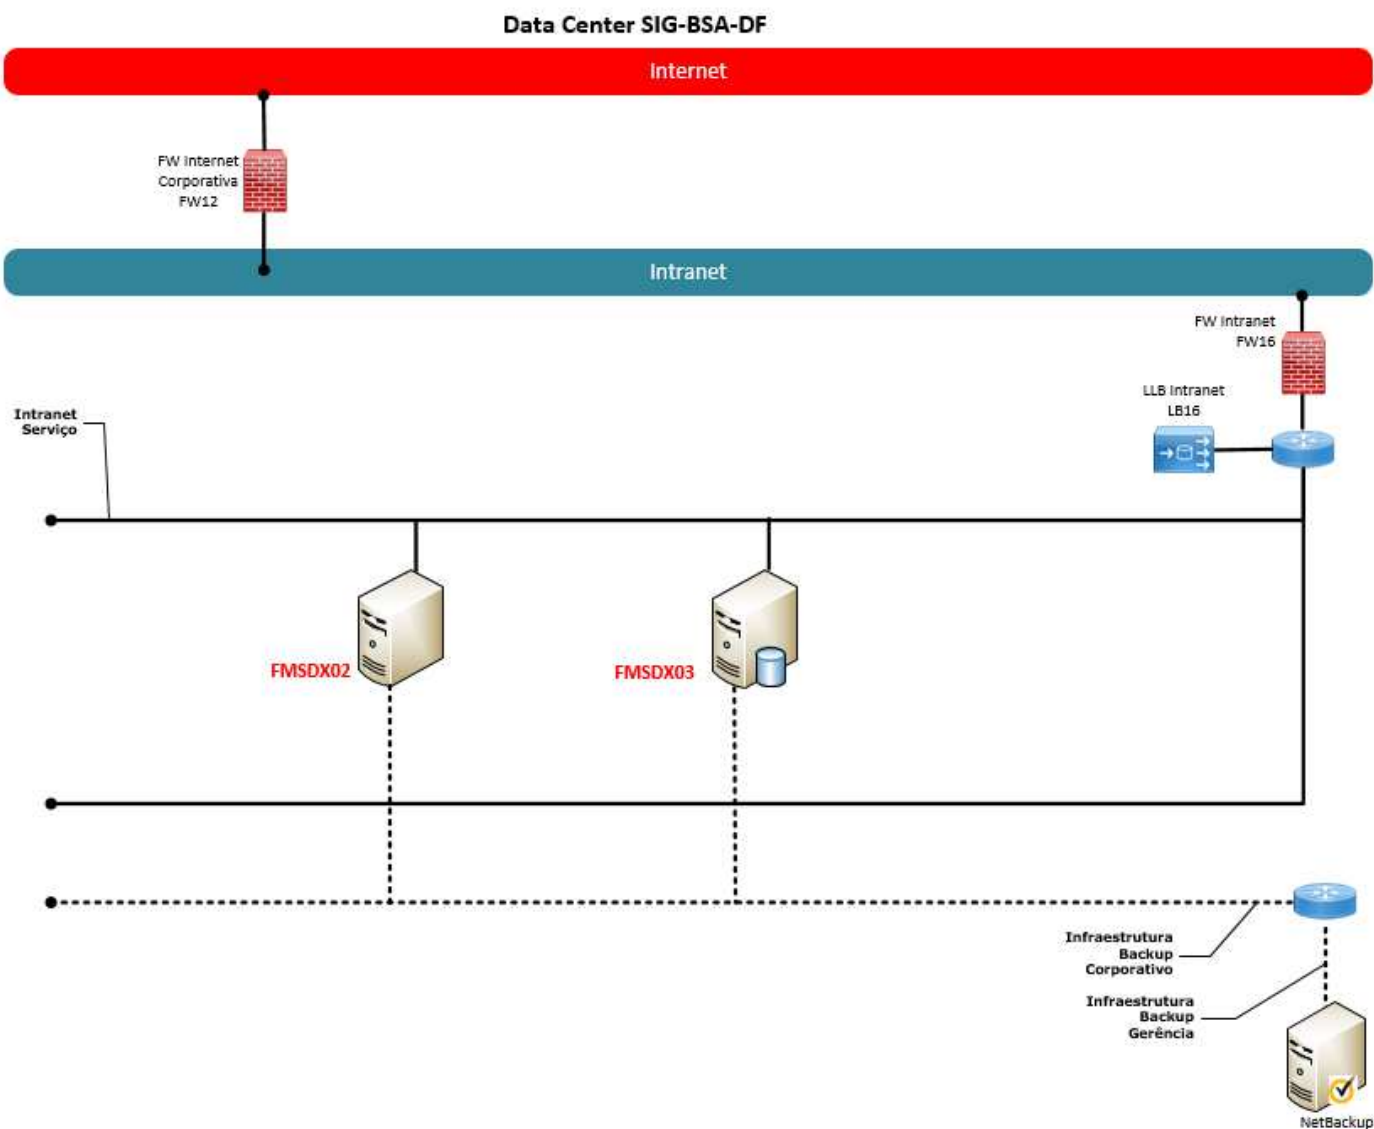 Data Center SIG-BSA-DF
Internet
FW Internet
Corporativa
FW12
Intranet
FW Intranet
FW16
LLB Intranet
LB16
Intranet
Serviço
FMSDX02
FMSDX03
Infraestrutura
Backup
Corporativo
Infraestrutura
Backup
Gerência
NetBackup